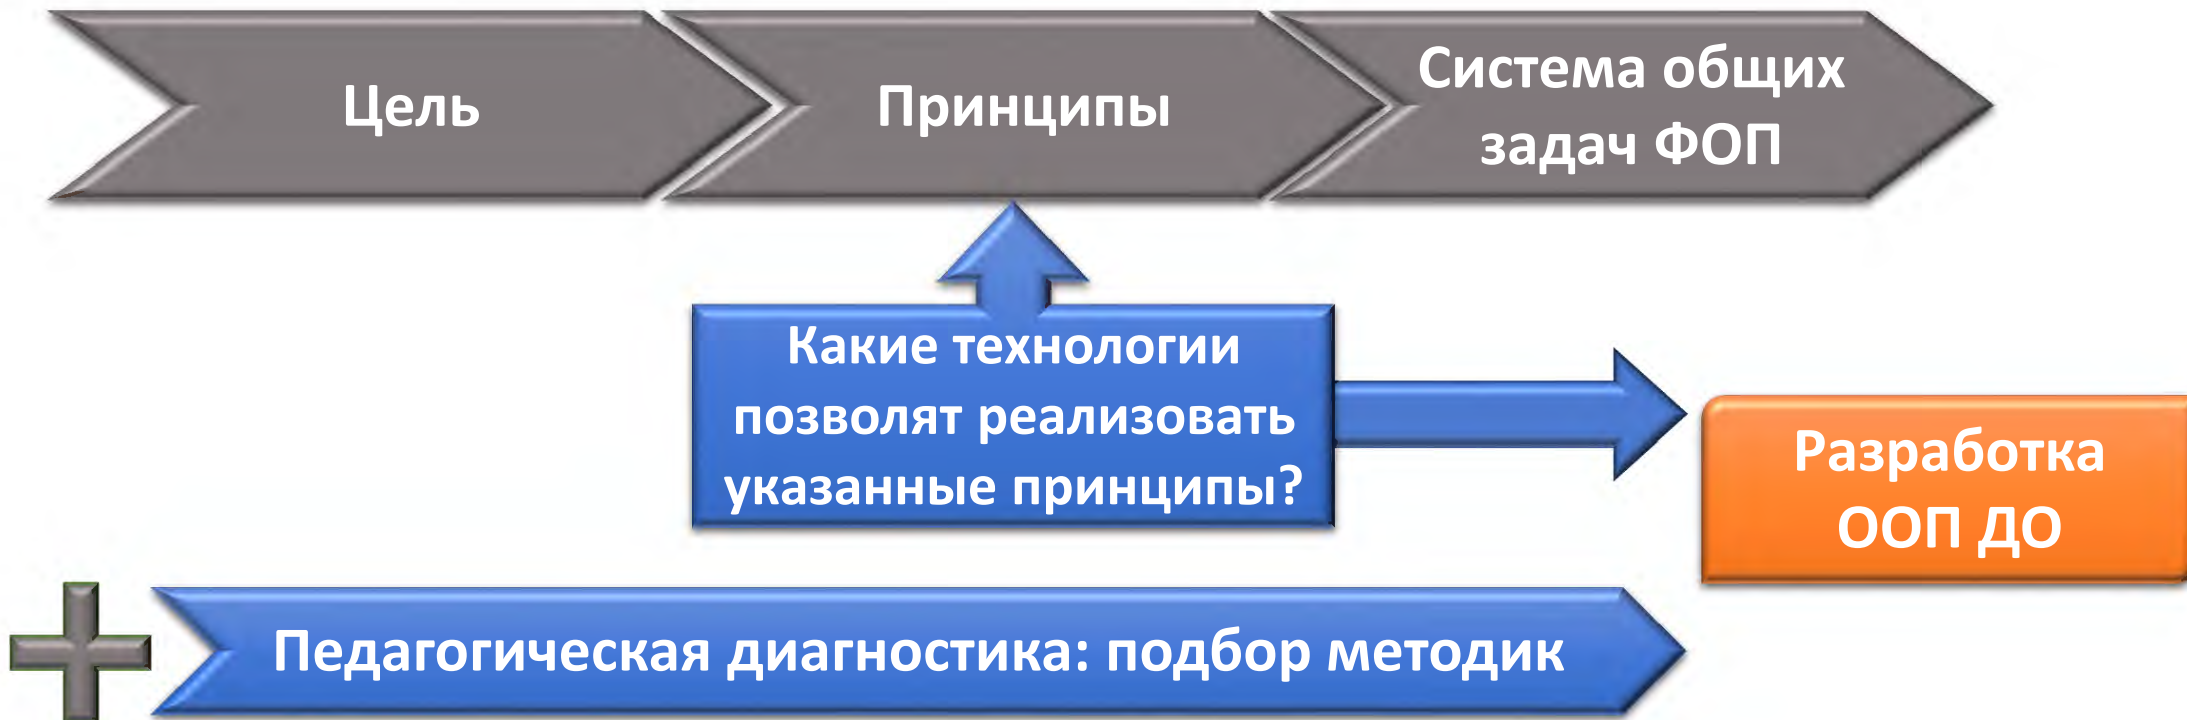 Цель
Принципы
Система общих
задач ФОП
Какие технологии
позволят реализовать
указанные принципы?
Разработка
ООП ДО
Педагогическая диагностика: подбор методик